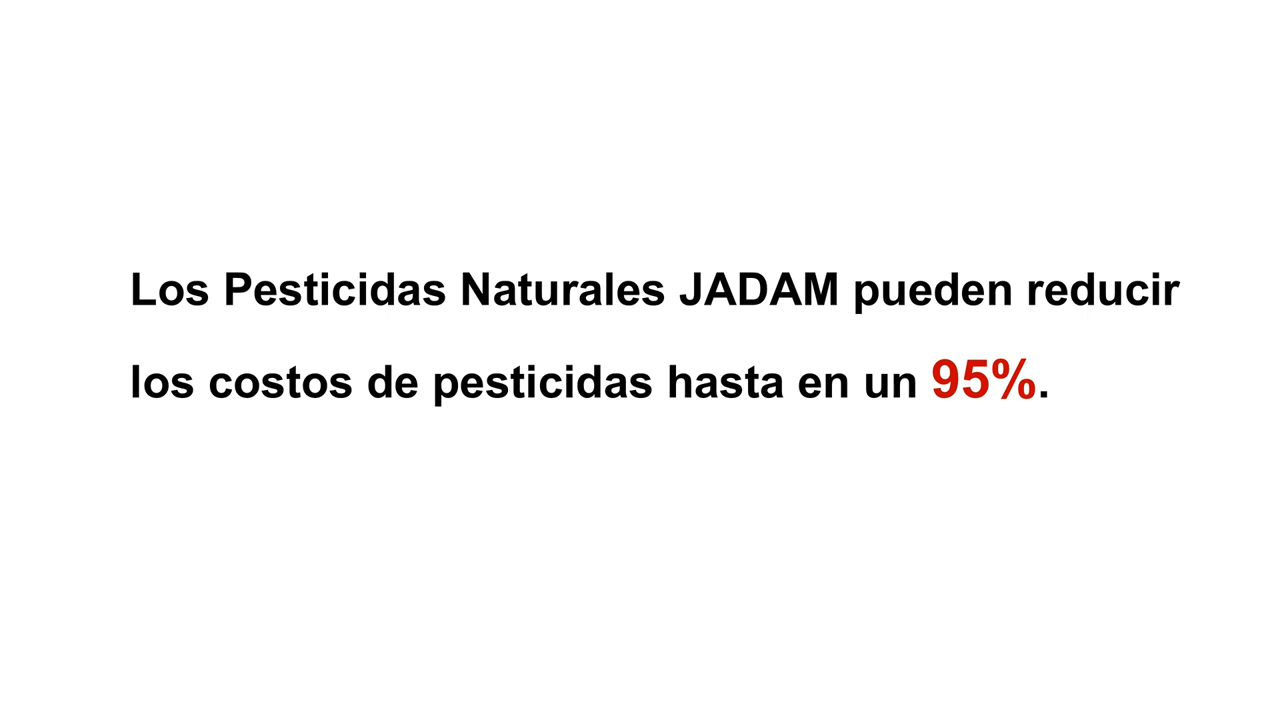 Los Pesticidas Naturales JADAM pueden reducir
los costos de pesticidas hasta en un 95%.